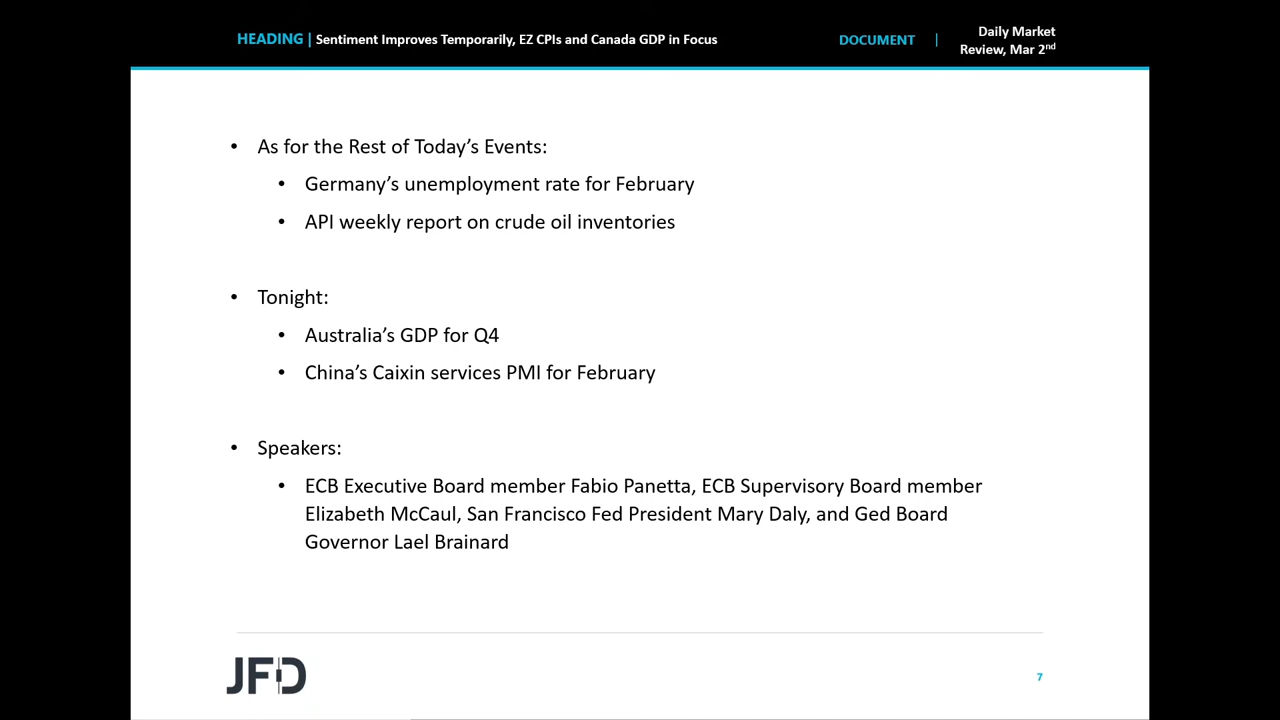 HEADING | Sentiment Improves Temporarily, EZ CPIs and Canada GDP in Focus
DOCUMENT |
Daily Market
Review, Mar 2nd
• As for the Rest of Today’s Events:
• Germany’s unemployment rate for February
• API weekly report on crude oil inventories
• Tonight:
• Australia’s GDP for Q4
• China’s Caixin services PMI for February
• Speakers:
• ECB Executive Board member Fabio Panetta, ECB Supervisory Board member
Elizabeth McCaul, San Francisco Fed President Mary Daly, and Ged Board
Governor Lael Brainard
JFD
7